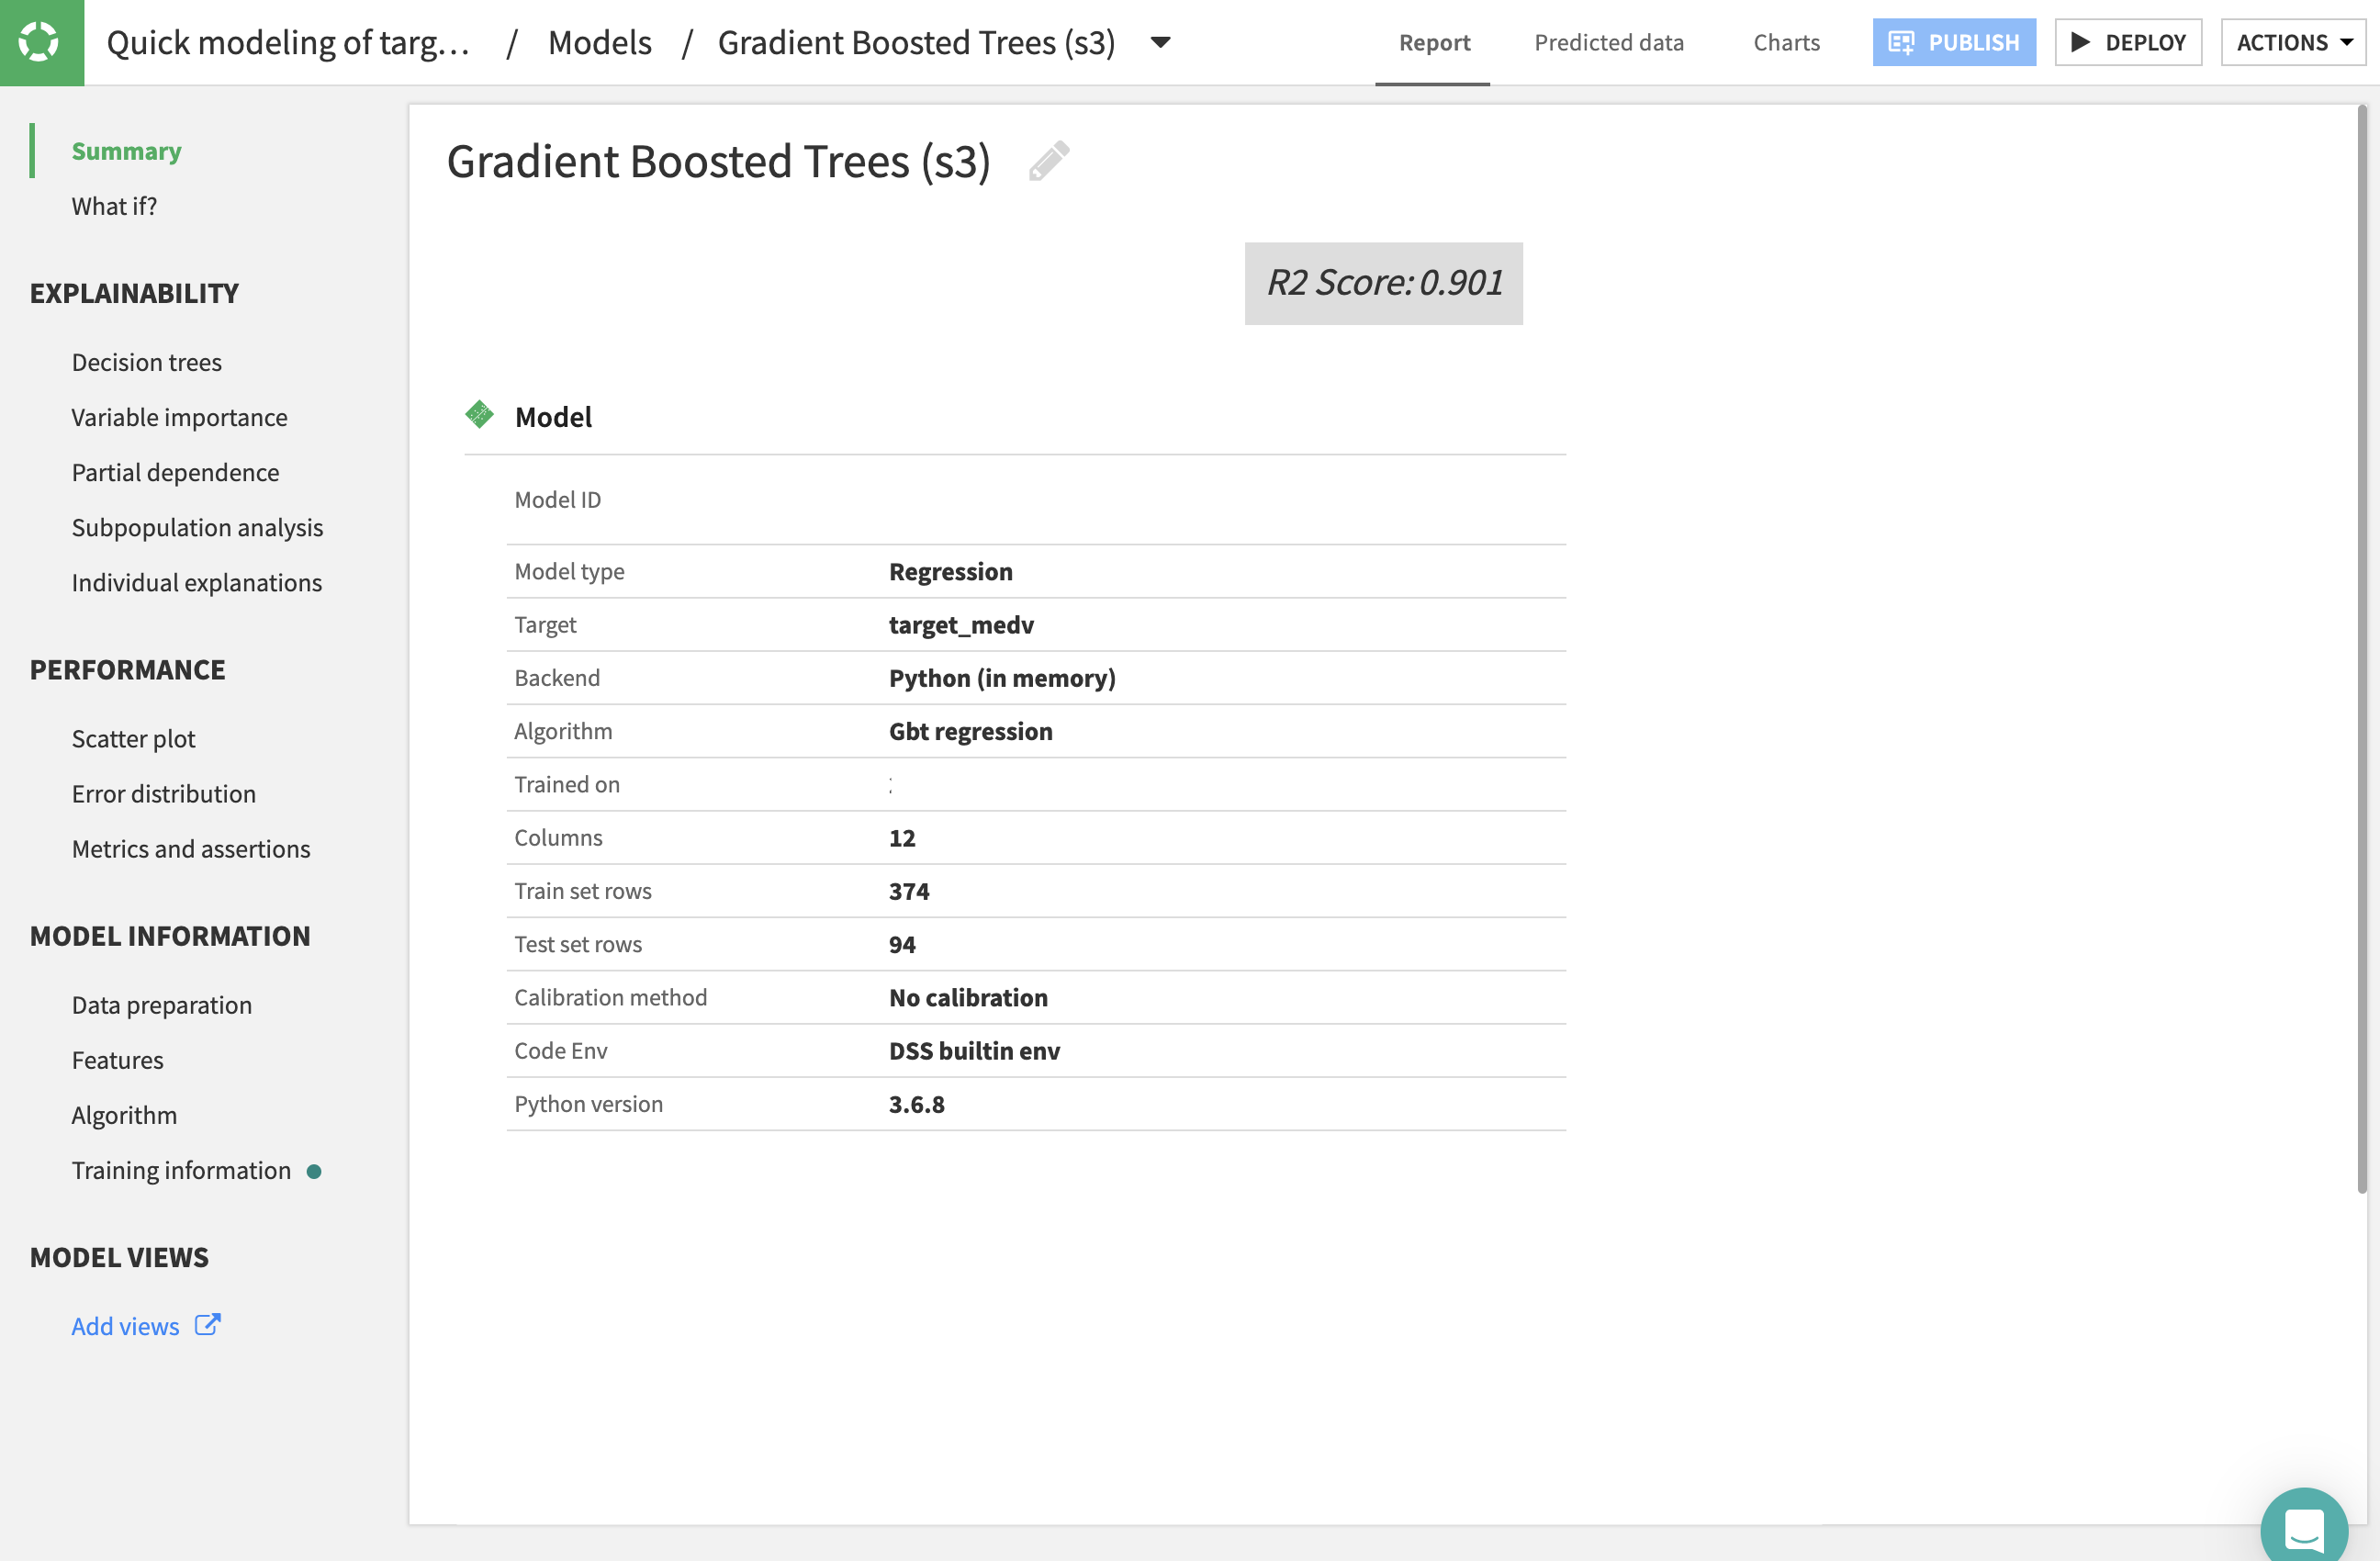 Quick modeling of targ... / Models / Gradient Boosted Trees (s3)
Report Predicted data Charts PUBLISH DEPLOY ACTIONS
Summary
What if?
EXPLAINABILITY
Decision trees
Variable importance
Partial dependence
Subpopulation analysis
Individual explanations
PERFORMANCE
Scatter plot
Error distribution
Metrics and assertions
MODEL INFORMATION
Data preparation
Features
Algorithm
Training information
MODEL VIEWS
Add views
Gradient Boosted Trees (s3)
R2 Score: 0.901
Model
Model ID
Model type Regression
Target target_medv
Backend Python (in memory)
Algorithm Gbt regression
Trained on
Columns 12
Train set rows 374
Test set rows 94
Calibration method No calibration
Code Env DSS builtin env
Python version 3.6.8